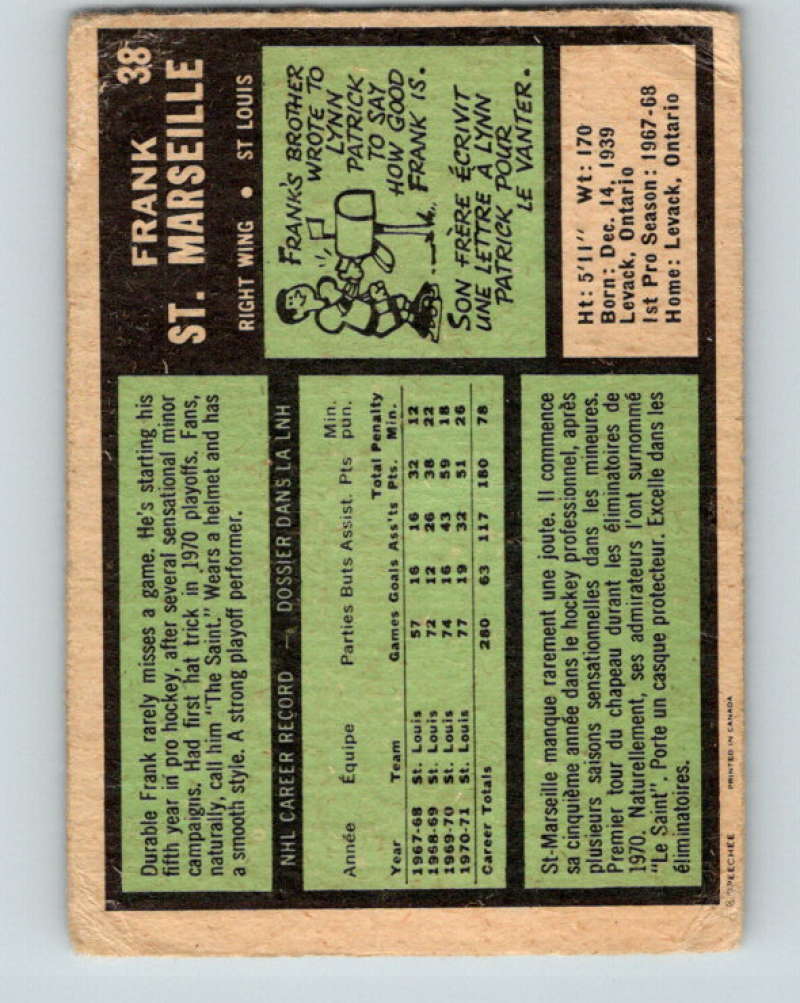 FRANK 38
ST. MARSEILLE
RIGHT WING • ST LOUIS
Durable Frank rarely misses a game. He's starting his
fifth year in pro hockey, after several sensational minor
campaigns. Had first hat trick in 1970 playoffs. Fans,
naturally, call him "The Saint." Wears a helmet and has
a smooth style. A strong playoff performer.
FRANK'S BROTHER
WROTE TO
LYNN
PATRICK
TO SAY
HOW GOOD
FRANK IS.
SON FRÈRE ÉCRIVIT
UNE LETTRE A LYNN
PATRICK POUR
LE VANTER.
NHL CAREER RECORD — DOSSIER DANS LA LNH
Année Équipe Parties Buts Assist. Pts Min. pun.
Year Team Games Goals Ass'ts Total Pts. Penalty Min.
1967-68 St. Louis 57 16 16 32 12
1968-69 St. Louis 72 12 26 38 22
1969-70 St. Louis 74 16 43 59 18
1970-71 St. Louis 77 19 32 51 26
Career Totals 280 63 117 180 78
Ht: 5'11" Wt: 170
Born: Dec. 14, 1939
Levack, Ontario
1st Pro Season: 1967-68
Home: Levack, Ontario
St-Marseille manque rarement une joute. Il commence
sa cinquième année dans le hockey professionnel, après
plusieurs saisons sensationnelles dans les mineures.
Premier tour du chapeau durant les éliminatoires de
1970. Naturellement, ses admirateurs l'ont surnommé
"Le Saint". Porte un casque protecteur. Excelle dans les
éliminatoires.
O-PEE-CHEE PRINTED IN CANADA